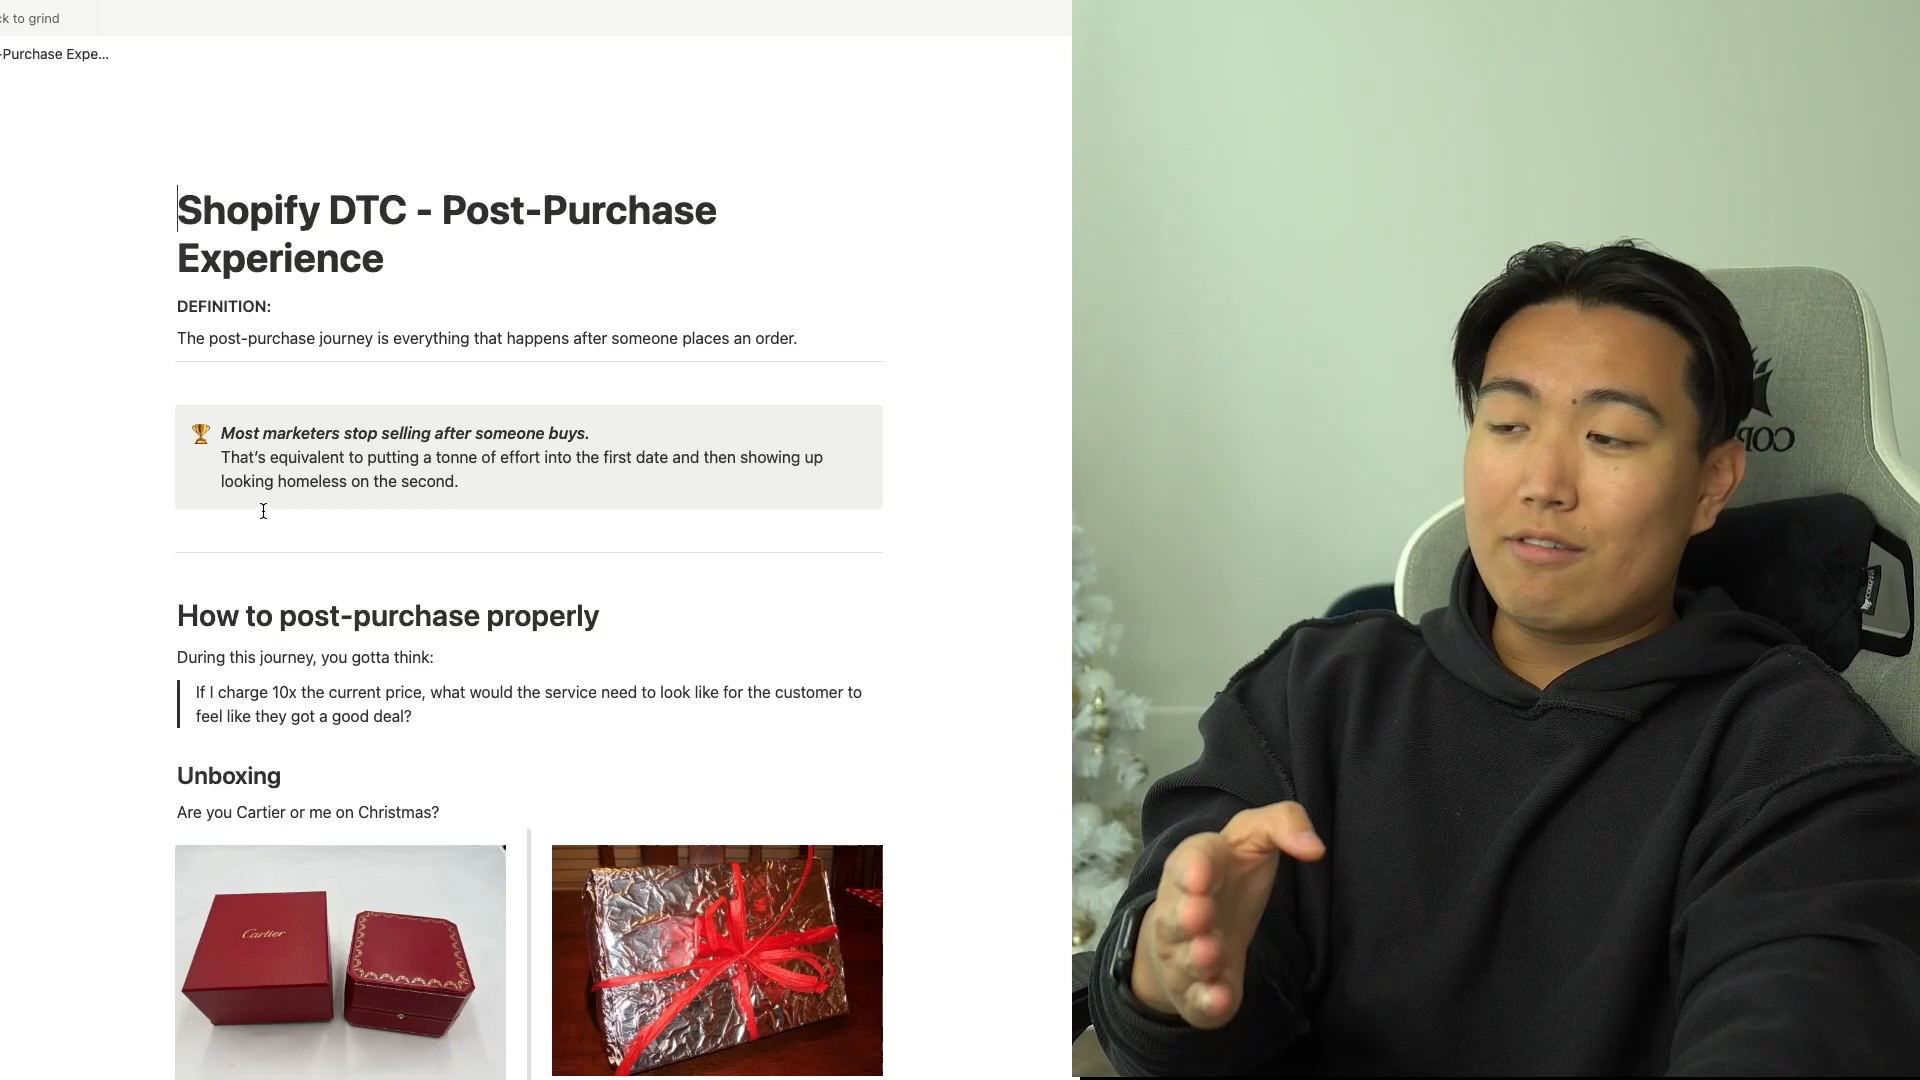 ck to grind
-Purchase Expe...
Shopify DTC - Post-Purchase
Experience
DEFINITION:
The post-purchase journey is everything that happens after someone places an order.
Most marketers stop selling after someone buys.
That’s equivalent to putting a tonne of effort into the first date and then showing up
looking homeless on the second.
How to post-purchase properly
During this journey, you gotta think:
If I charge 10x the current price, what would the service need to look like for the customer to
feel like they got a good deal?
Unboxing
Are you Cartier or me on Christmas?
Cartier